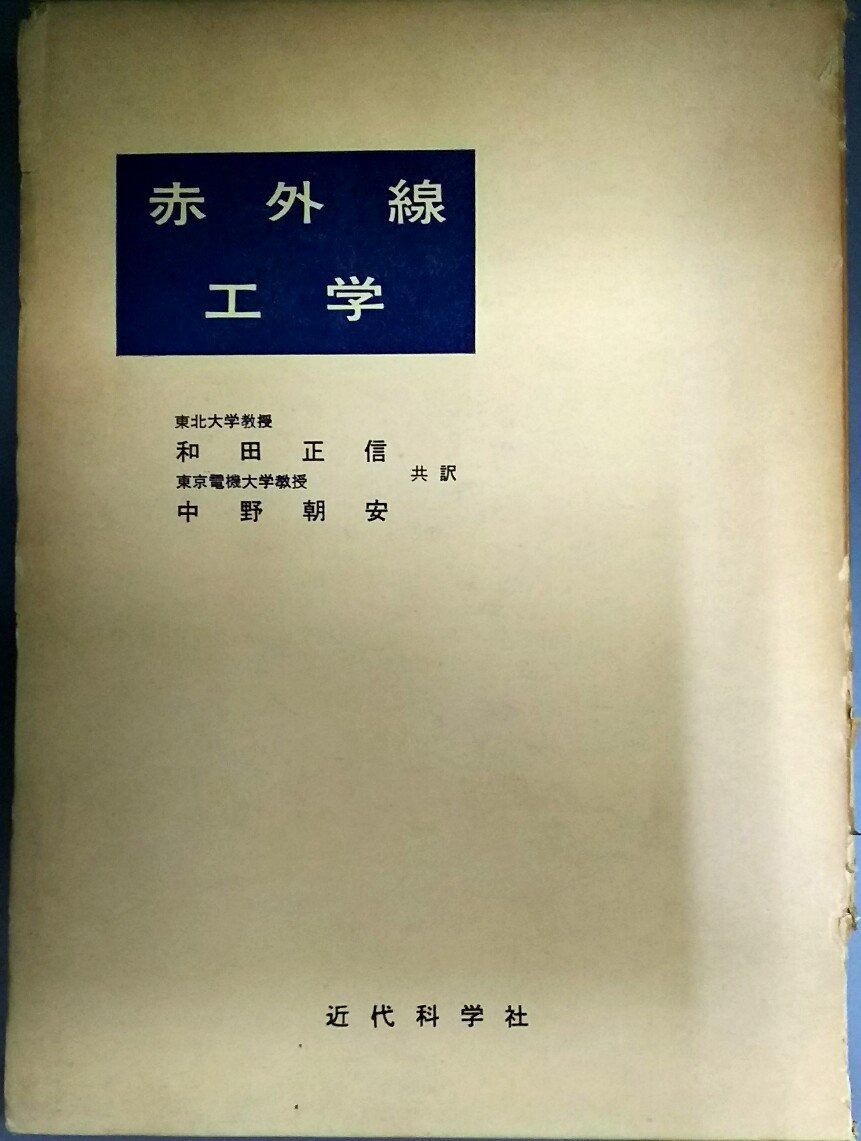 赤外線
工学
東北大学教授
和田正信
東京電機大学教授
共訳
中野朝安
近代科学社